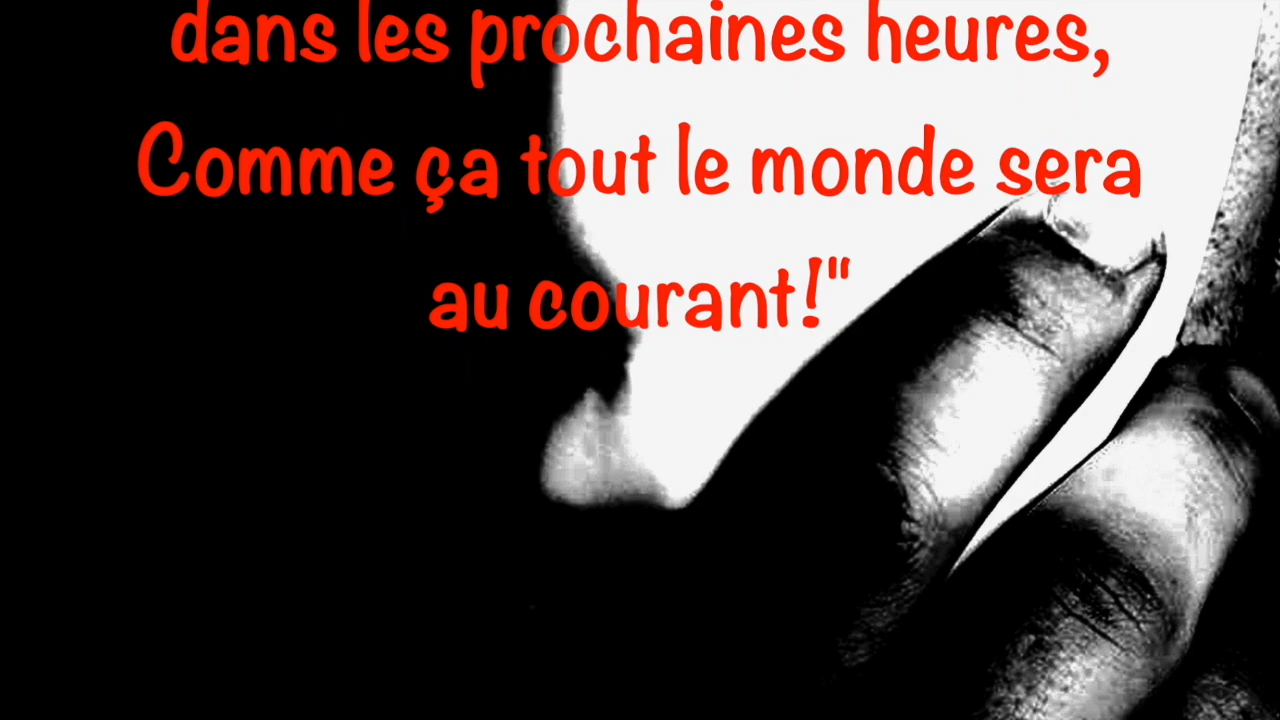 dans les prochaines heures,
Comme ça tout le monde sera
au courant!"